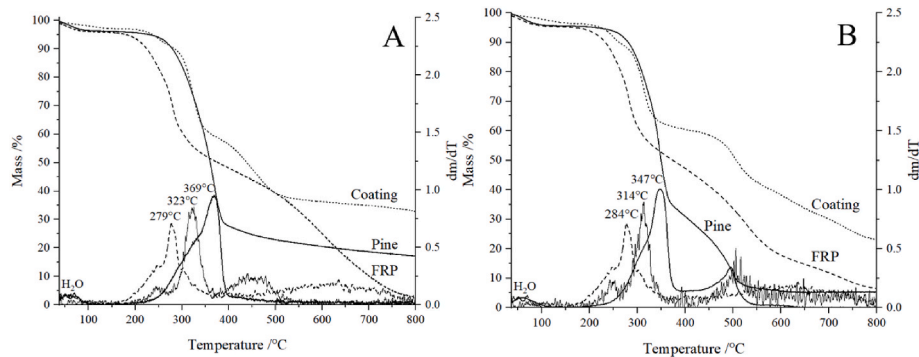 A
100
90
80
70
60
50
40
30
20
10
0
Mass /%
2.5
2.0
1.5
1.0
0.5
0.0
dm/dT
369°C
323°C
279°C
H2O
Coating
Pine
FRP
100 200 300 400 500 600 700 800
Temperature /°C
B
100
90
80
70
60
50
40
30
20
10
0
Mass /%
2.5
2.0
1.5
1.0
0.5
0.0
dm/dT
347°C
314°C
284°C
H2O
Pine
Coating
FRP
100 200 300 400 500 600 700 800
Temperature /°C